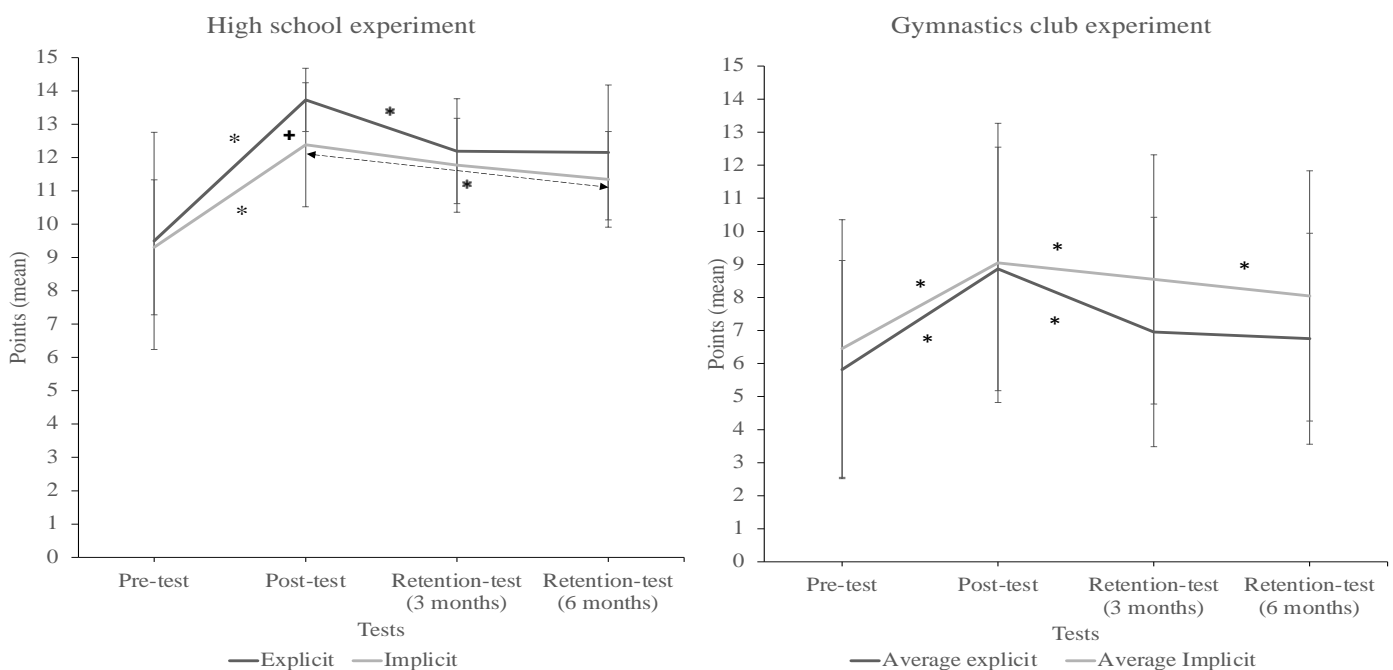 High school experiment
Points (mean)
15
14
13
12
11
10
9
8
7
6
5
4
3
2
1
0
*
*
+
*
*
Pre-test
Post-test
Retention-test
(3 months)
Retention-test
(6 months)
Tests
Explicit
Implicit
Gymnastics club experiment
Points (mean)
15
14
13
12
11
10
9
8
7
6
5
4
3
2
1
0
*
*
*
*
*
Pre-test
Post-test
Retention-test
(3 months)
Retention-test
(6 months)
Tests
Average explicit
Average Implicit